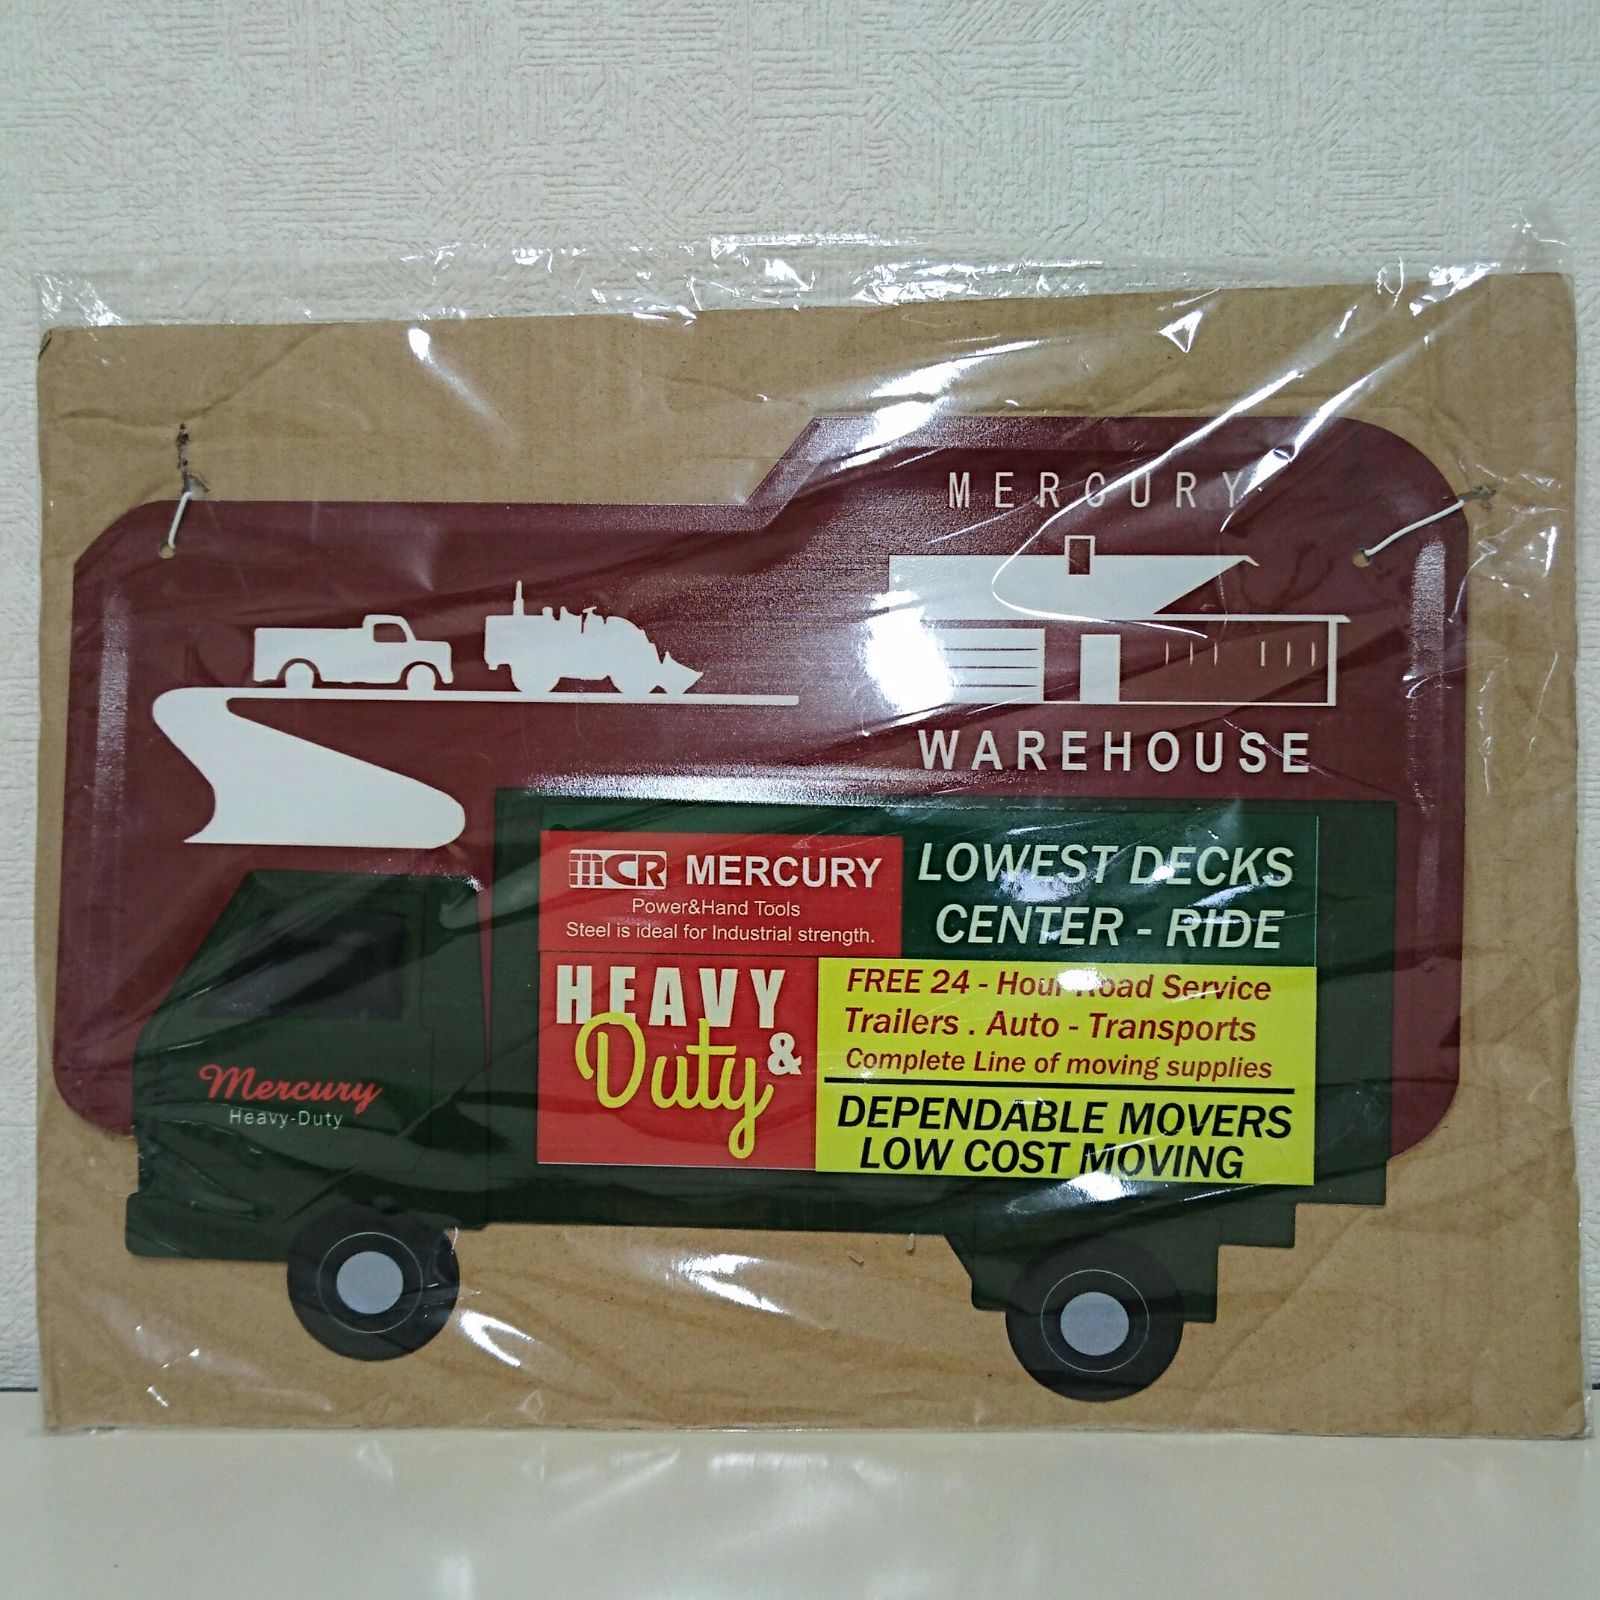 MERCURY
WAREHOUSE
MCR MERCURY
Power&Hand Tools
Steel is ideal for Industrial strength.
LOWEST DECKS
CENTER - RIDE
HEAVY
& Duty
FREE 24 - Hour Road Service
Trailers . Auto - Transports
Complete Line of moving supplies
DEPENDABLE MOVERS
LOW COST MOVING
Mercury
Heavy-Duty